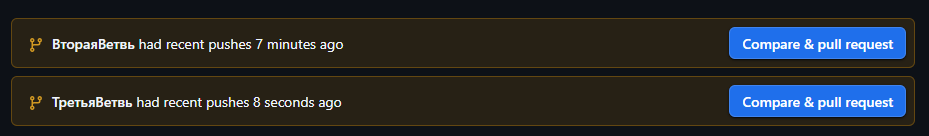 ВтораяВетвь had recent pushes 7 minutes ago Compare & pull request
ТретьяВетвь had recent pushes 8 seconds ago Compare & pull request